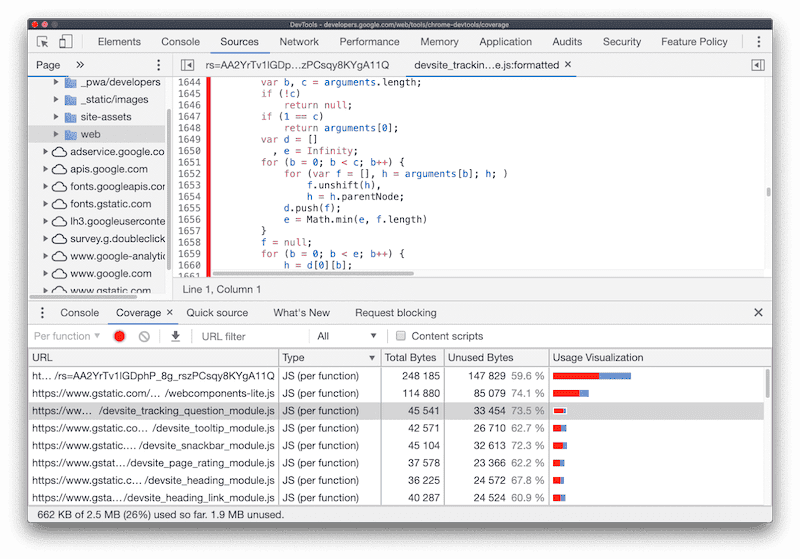 DevTools - developers.google.com/web/tools/chrome-devtools/coverage
Elements Console Sources Network Performance Memory Application Audits Security Feature Policy
Page » rs=AA2YrTv1IGDsp…zPCsqy8KYgA11Q devsite_trackin…e.js:formatted ×
_pwa/developers
_static/images
site-assets
web
adservice.google.co
apis.google.com
fonts.googleapis.com
fonts.gstatic.com
lh3.googleuserconte
survey.g.doubleclick
www.google-analytic
www.google.com
www.gstatic.com
1644 var b, c = arguments.length;
1645 if (!c)
1646 return null;
1647 if (1 == c)
1648 return arguments[0];
1649 var d = []
1650 , e = Infinity;
1651 for (b = 0; b < c; b++) {
1652 for (var f = [], h = arguments[b]; h; )
1653 f.unshift(h),
1654 h = h.parentNode;
1655 d.push(f);
1656 e = Math.min(e, f.length)
1657 }
1658 f = null;
1659 for (b = 0; b < e; b++) {
1660 h = d[0][b];
1661
Line 1, Column 1
Console Coverage × Quick source What's New Request blocking ×
Per function URL filter All Content scripts
URL Type Total Bytes Unused Bytes Usage Visualization
ht… /rs=AA2YrTv1IGDphP_8g_rszPCsqy8KYgA11Q JS (per function) 248 185 147 829 59.6 %
https://www.gstatic.com/… /webcomponents-lite.js JS (per function) 114 880 85 079 74.1 %
https://ww… /devsite_tracking_question_module.js JS (per function) 45 541 33 454 73.5 %
https://www.gstatic.co… /devsite_tooltip_module.js JS (per function) 42 571 26 710 62.7 %
https://www.gstatic.… /devsite_snackbar_module.js JS (per function) 45 104 32 613 72.3 %
https://www.gstat… /devsite_page_rating_module.js JS (per function) 37 578 23 366 62.2 %
https://www.gstatic.c… /devsite_heading_module.js JS (per function) 36 225 24 572 67.8 %
https://www.gsta… /devsite_heading_link_module.js JS (per function) 40 287 24 524 60.9 %
662 KB of 2.5 MB (26%) used so far. 1.9 MB unused.